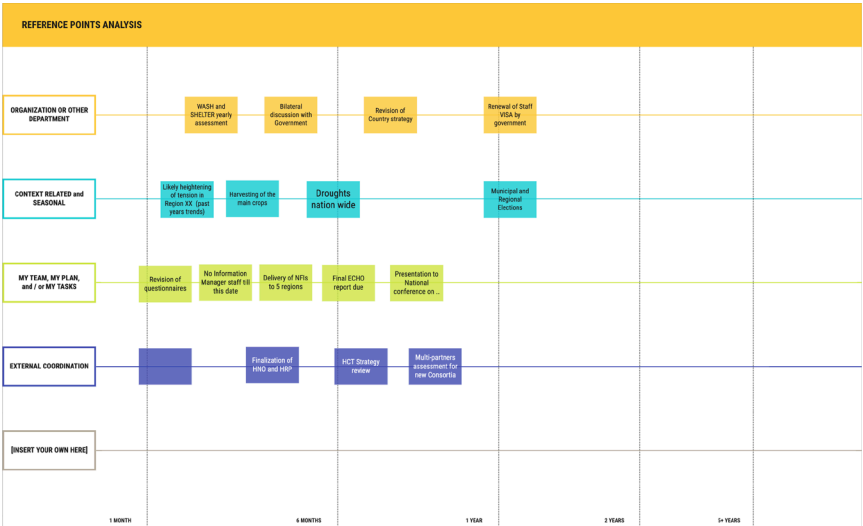 REFERENCE POINTS ANALYSIS
ORGANIZATION OR OTHER
DEPARTMENT
WASH and
SHELTER yearly
assessment
Bilateral
discussion with
Government
Revision of
Country strategy
Renewal of Staff
VISA by
government
CONTEXT RELATED and
SEASONAL
Likely heightening
of tension in
Region XX (past
years trends)
Harvesting of the
main crops
Droughts
nation wide
Municipal and
Regional
Elections
MY TEAM, MY PLAN,
and / or MY TASKS
Revision of
questionnaires
No Information
Manager staff till
this date
Delivery of NFIs
to 5 regions
Final ECHO
report due
Presentation to
National
conference on ...
EXTERNAL COORDINATION
Finalization of
HNO and HRP
HCT Strategy
review
Multi-partners
assessment for
new Consortia
[INSERT YOUR OWN HERE]
1 MONTH
6 MONTHS
1 YEAR
2 YEARS
5+ YEARS